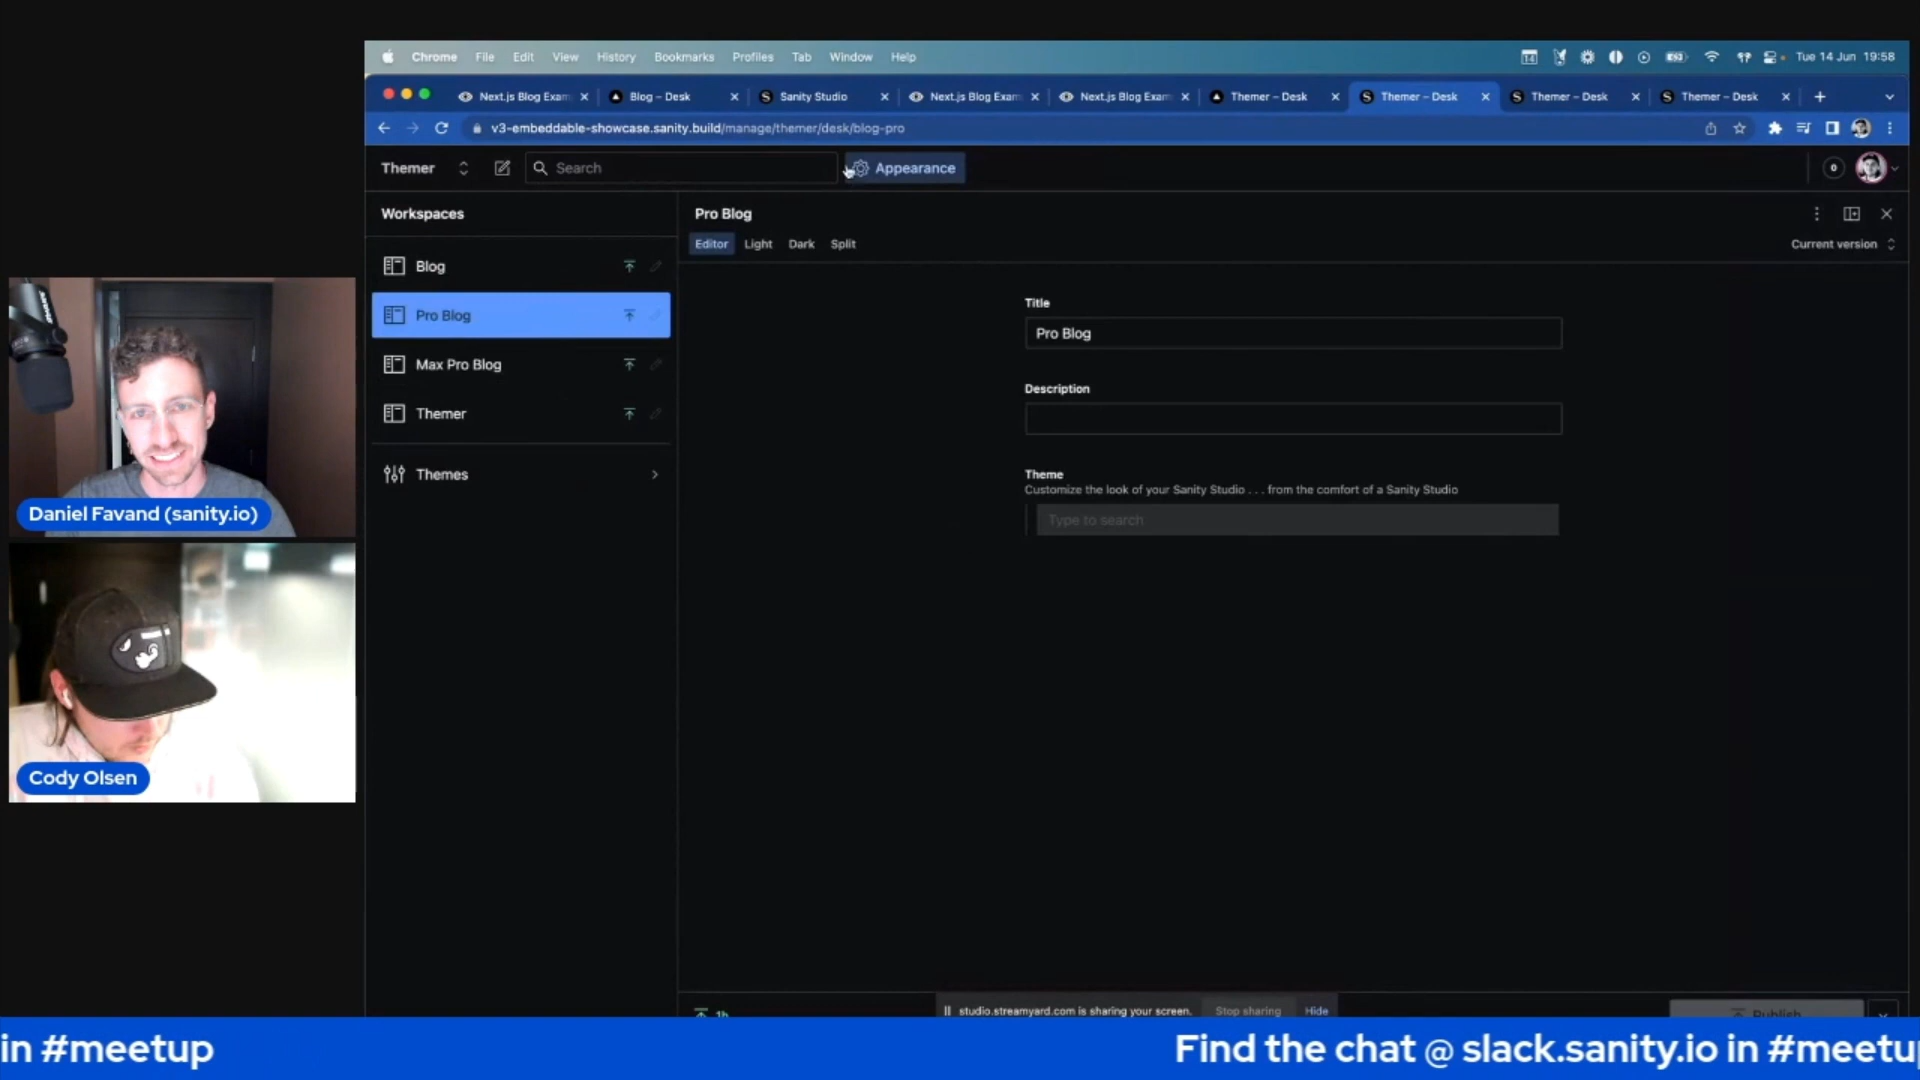 Chrome File Edit View History Bookmarks Profiles Tab Window Help
14 Tue 14 Jun 19:58
Next.js Blog Exam
Blog – Desk
Sanity Studio
Next.js Blog Exam
Next.js Blog Exam
Themer – Desk
Themer – Desk
Themer – Desk
Themer – Desk
v3-embeddable-showcase.sanity.build/manage/themer/desk/blog-pro
Themer
Search
Appearance
0
Workspaces
Blog
Pro Blog
Max Pro Blog
Themer
Themes
Pro Blog
Editor Light Dark Split
Current version
Title
Pro Blog
Description
Theme
Customize the look of your Sanity Studio . . . from the comfort of a Sanity Studio
Type to search
1h
studio.streamyard.com is sharing your screen. Stop sharing Hide
Publish
Daniel Favand (sanity.io)
Cody Olsen
in #meetup
Find the chat @ slack.sanity.io in #meetup